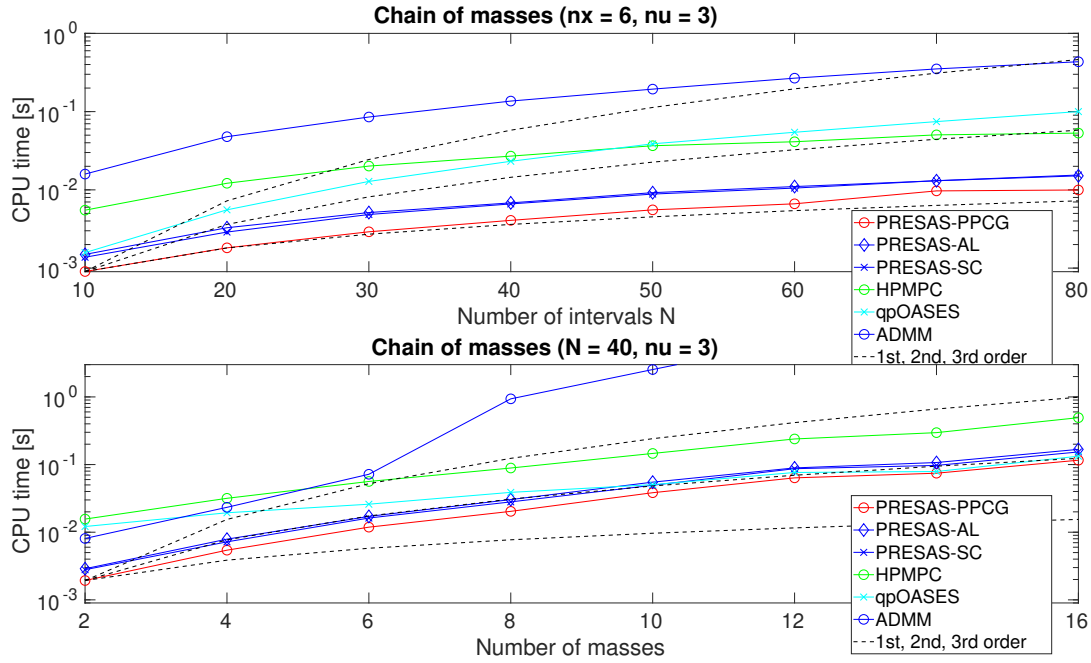 Chain of masses (nx = 6, nu = 3)
CPU time [s]
10^0
10^-1
10^-2
10^-3
10
20
30
40
50
60
80
Number of intervals N
PRESAS-PPCG
PRESAS-AL
PRESAS-SC
HPMPC
qpOASES
ADMM
1st, 2nd, 3rd order
Chain of masses (N = 40, nu = 3)
CPU time [s]
10^0
10^-1
10^-2
10^-3
2
4
6
8
10
12
16
Number of masses
PRESAS-PPCG
PRESAS-AL
PRESAS-SC
HPMPC
qpOASES
ADMM
1st, 2nd, 3rd order